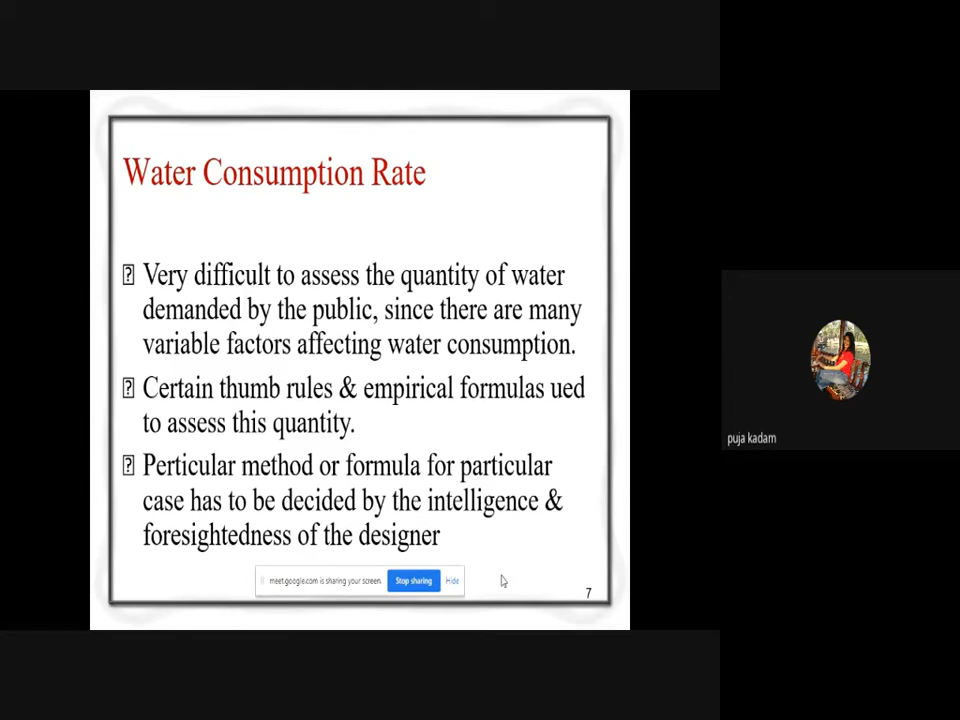 Water Consumption Rate
Very difficult to assess the quantity of water
demanded by the public, since there are many
variable factors affecting water consumption.
Certain thumb rules & empirical formulas ued
to assess this quantity.
Perticular method or formula for particular
case has to be decided by the intelligence &
foresightedness of the designer
meet.google.com is sharing your screen. Stop sharing Hide
7
puja kadam